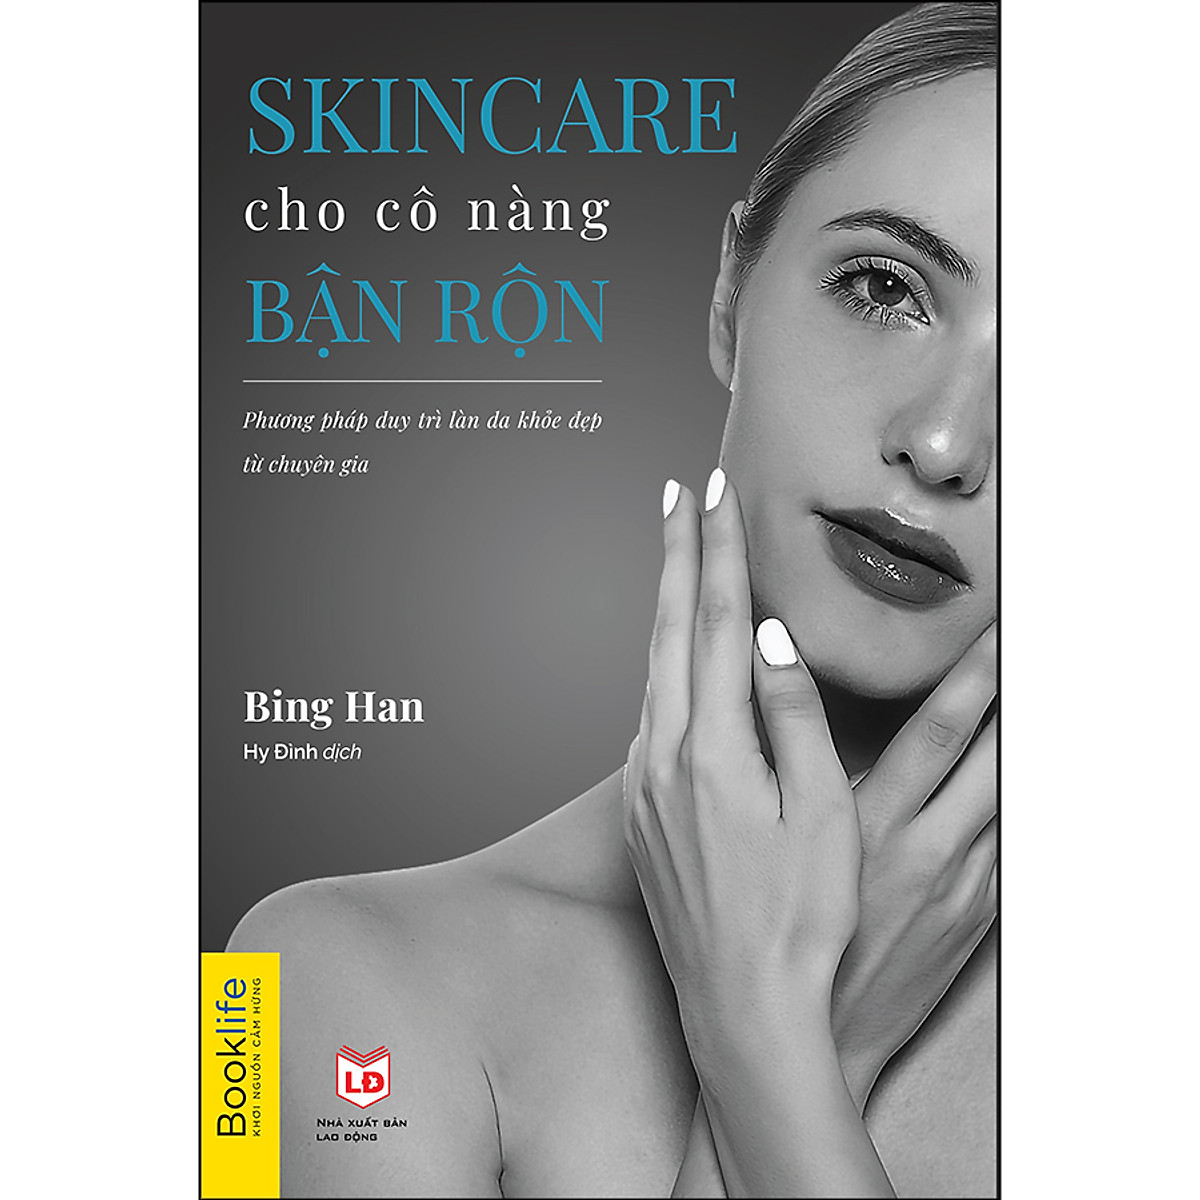 SKINCARE
cho cô nàng
BẬN RỘN
Phương pháp duy trì làn da khỏe đẹp
từ chuyên gia
Bing Han
Hy Đình dịch
Booklife
KHƠI NGUỒN CẢM HỨNG
LĐ
NHÀ XUẤT BẢN
LAO ĐỘNG